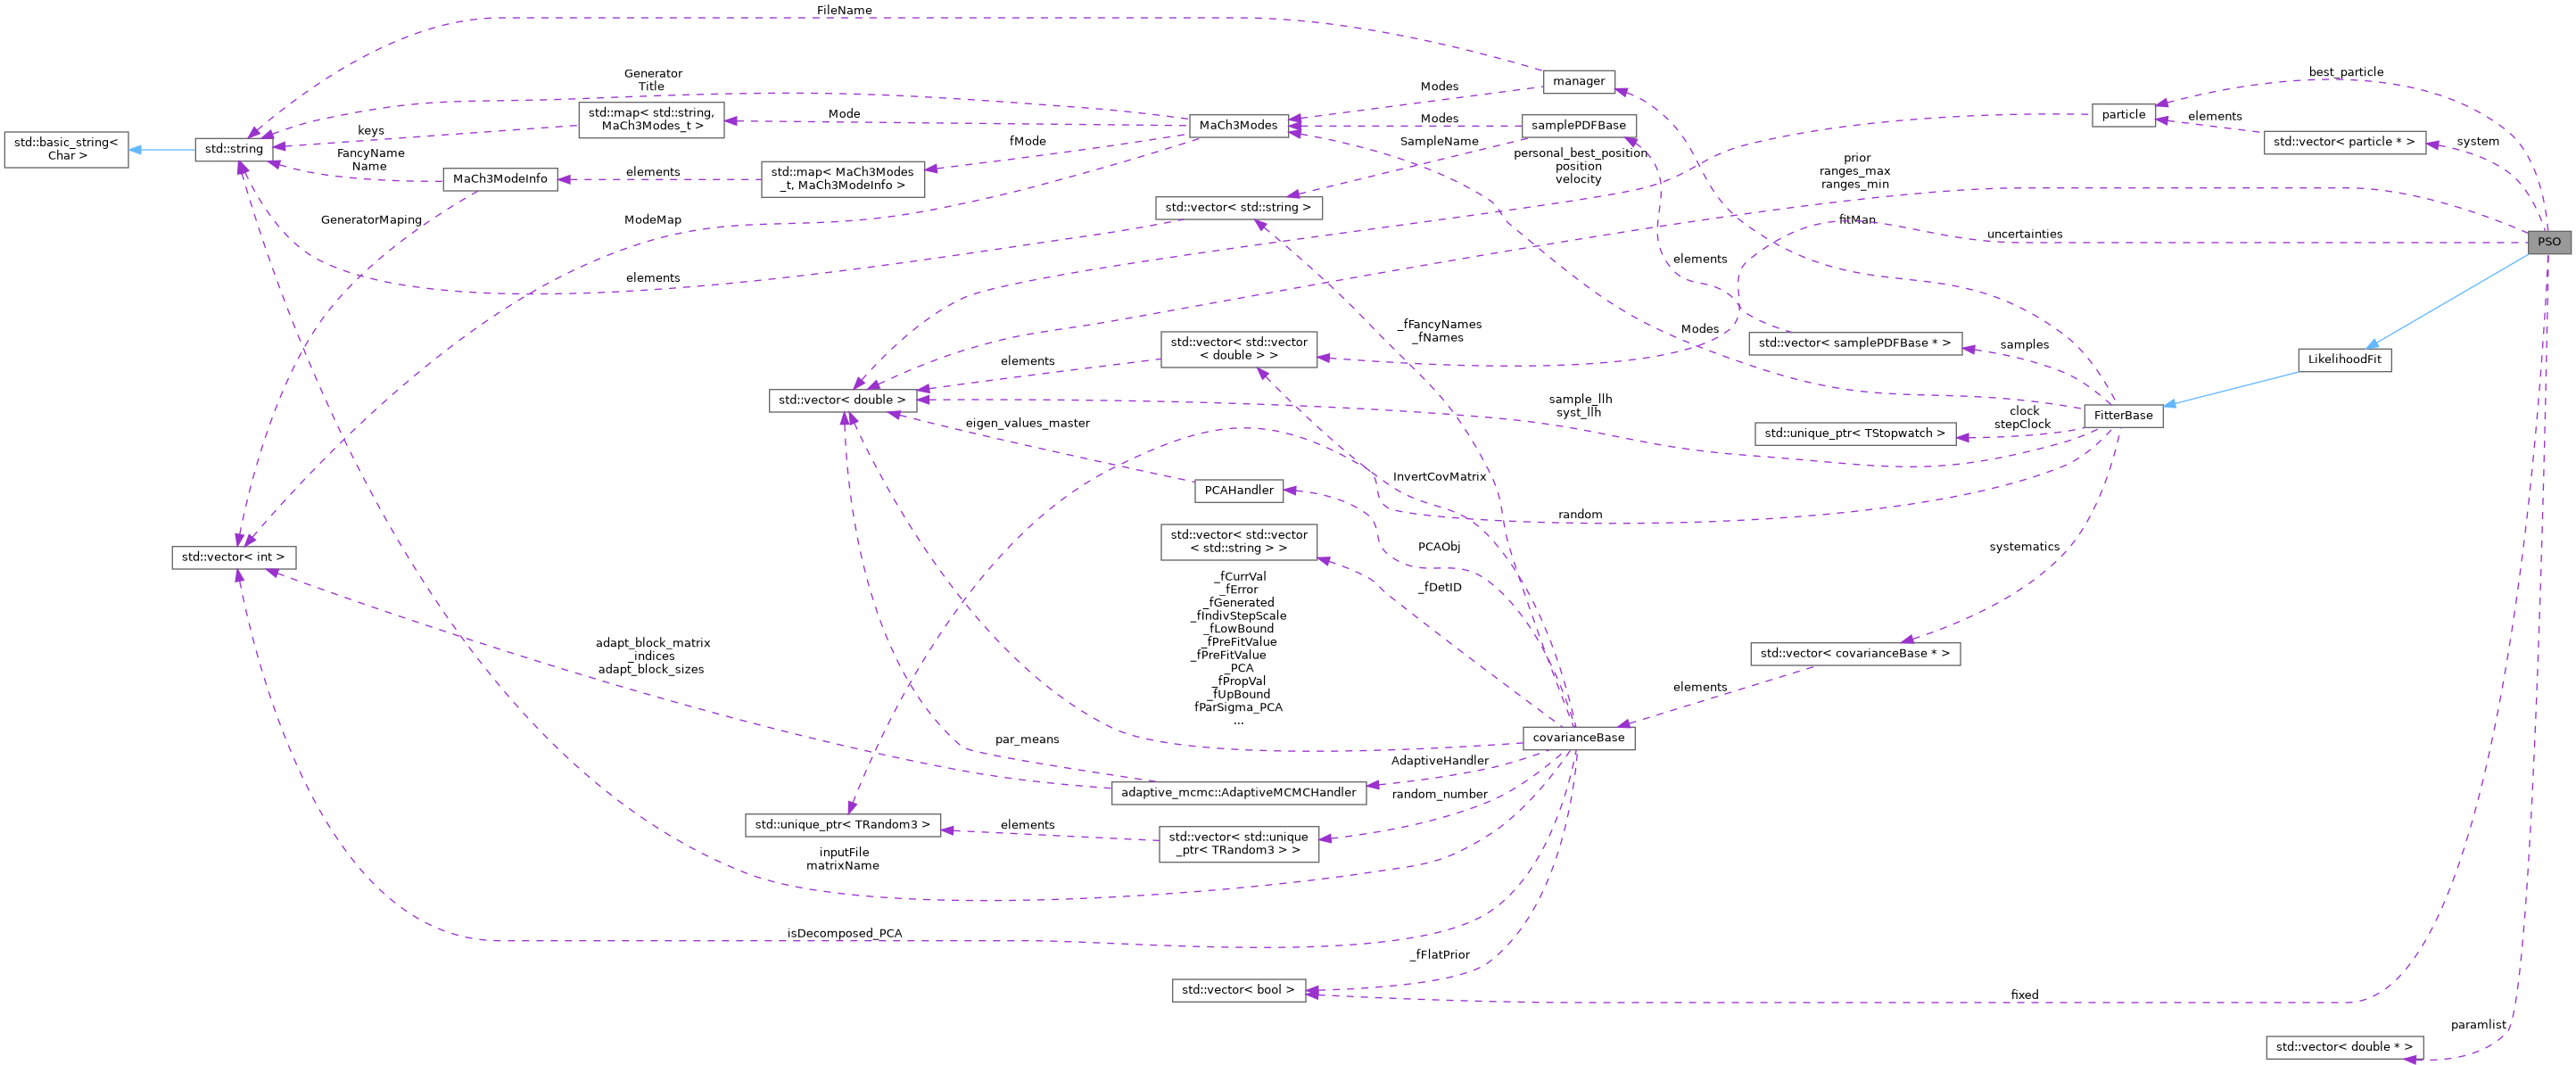 FileName
manager
best_particle
Generator
Title
Modes
std::map< std::string,
MaCh3Modes_t >
Mode
particle
elements
MaCh3Modes
Modes
samplePDFBase
keys
std::basic_string<
Char >
std::string
SampleName
std::vector< particle * >
system
fMode
FancyName
Name
personal_best_position
position
velocity
prior
ranges_max
ranges_min
MaCh3ModeInfo
elements
std::map< MaCh3Modes
_t, MaCh3ModeInfo >
std::vector< std::string >
GeneratorMaping
ModeMap
fitMan
uncertainties
PSO
elements
elements
_fFancyNames
_fNames
Modes
std::vector< samplePDFBase * >
samples
std::vector< std::vector
< double > >
elements
LikelihoodFit
std::vector< double >
sample_llh
syst_llh
clock
stepClock
FitterBase
eigen_values_master
std::unique_ptr< TStopwatch >
InvertCovMatrix
PCAHandler
random
std::vector< std::vector
< std::string > >
PCAObj
systematics
std::vector< int >
_fDetID
_fCurrVal
_fError
_fGenerated
_fIndivStepScale
_fLowBound
_fPreFitValue
_fPreFitValue
_PCA
_fPropVal
_fUpBound
fParSigma_PCA
...
adapt_block_matrix
_indices
adapt_block_sizes
std::vector< covarianceBase * >
elements
par_means
covarianceBase
AdaptiveHandler
adaptive_mcmc::AdaptiveMCMCHandler
random_number
std::unique_ptr< TRandom3 >
elements
std::vector< std::unique
_ptr< TRandom3 > >
inputFile
matrixName
isDecomposed_PCA
_fFlatPrior
std::vector< bool >
fixed
paramlist
std::vector< double * >